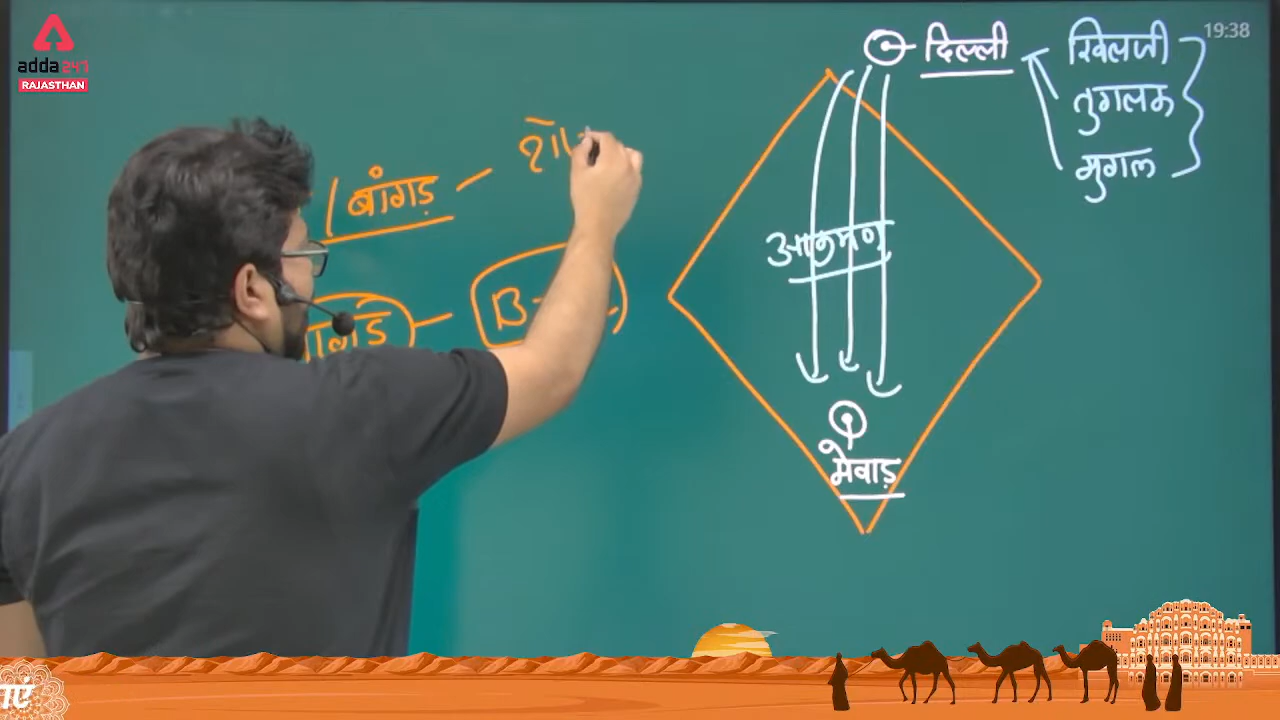 adda247
RAJASTHAN
19:38
दिल्ली
खिलजी
तुगलक
मुगल
बांगड़
आक्रमण
मेवाड़